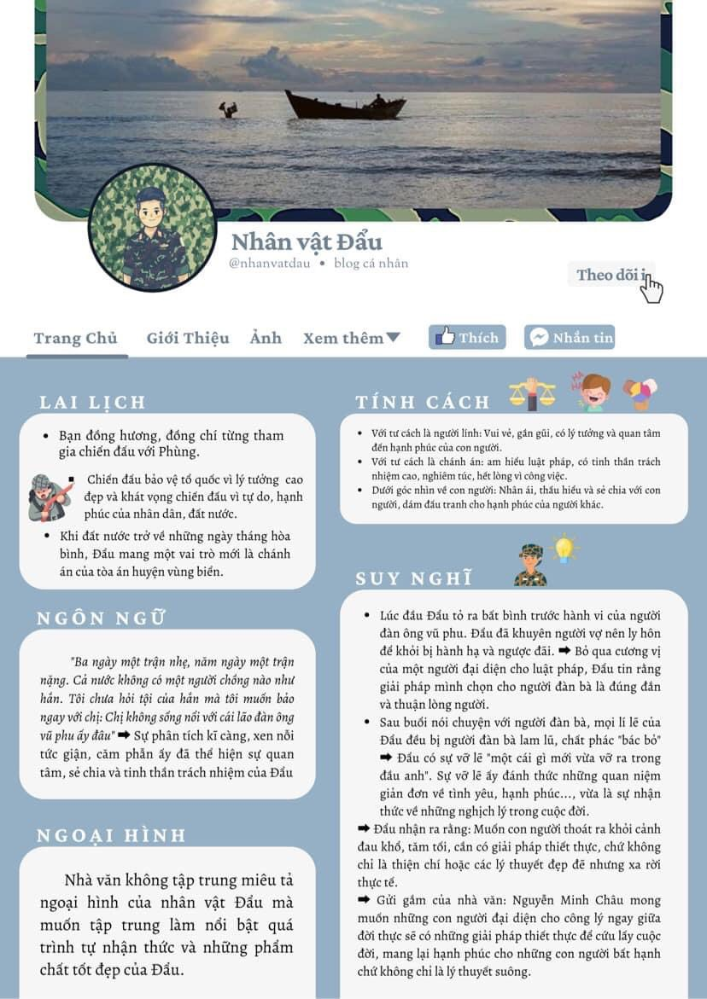 Nhân vật Đẩu
@nhanvatdau • blog cá nhân
Theo dõi
Trang Chủ
Giới Thiệu
Ảnh
Xem thêm
Thích
Nhắn tin
LAI LỊCH
• Bạn đồng hương, đồng chí từng tham
gia chiến đấu với Phùng.
▪ Chiến đấu bảo vệ tổ quốc vì lý tưởng cao
đẹp và khát vọng chiến đấu vì tự do, hạnh
phúc của nhân dân, đất nước.
• Khi đất nước trở về những ngày tháng hòa
bình, Đẩu mang một vai trò mới là chánh
án của tòa án huyện vùng biển.
NGÔN NGỮ
"Ba ngày một trận nhẹ, năm ngày một trận
nặng. Cả nước không có một người chồng nào như
hắn. Tôi chưa hỏi tội của hắn mà tôi muốn bảo
ngay với chị: Chị không sống nổi với cái lão đàn ông
vũ phu ấy đâu" ➡ Sự phân tích kĩ càng, xen nỗi
tức giận, căm phẫn ấy đã thể hiện sự quan
tâm, sẻ chia và tinh thần trách nhiệm của Đẩu
NGOẠI HÌNH
Nhà văn không tập trung miêu tả
ngoại hình của nhân vật Đẩu mà
muốn tập trung làm nổi bật quá
trình tự nhận thức và những phẩm
chất tốt đẹp của Đẩu.
TÍNH CÁCH
HA
HA
• Với tư cách là người lính: Vui vẻ, gần gũi, có lý tưởng và quan tâm
đến hạnh phúc của con người.
• Với tư cách là chánh án: am hiểu luật pháp, có tinh thần trách
nhiệm cao, nghiêm túc, hết lòng vì công việc.
• Dưới góc nhìn về con người: Nhân ái, thấu hiểu và sẻ chia với con
người, dám đấu tranh cho hạnh phúc của người khác.
SUY NGHĨ
• Lúc đầu Đẩu tỏ ra bất bình trước hành vi của người
đàn ông vũ phu. Đẩu đã khuyên người vợ nên ly hôn
để khỏi bị hành hạ và ngược đãi. ➡ Bỏ qua cương vị
của một người đại diện cho luật pháp, Đẩu tin rằng
giải pháp mình chọn cho người đàn bà là đúng đắn
và thuận lòng người.
• Sau buổi nói chuyện với người đàn bà, mọi lí lẽ của
Đẩu đều bị người đàn bà lam lũ, chất phác "bác bỏ"
➡ Đẩu có sự vỡ lẽ "một cái gì mới vừa vỡ ra trong
đầu anh". Sự vỡ lẽ ấy đánh thức những quan niệm
giản đơn về tình yêu, hạnh phúc..., vừa là sự nhận
thức về những nghịch lý trong cuộc đời.
➡ Đẩu nhận ra rằng: Muốn con người thoát ra khỏi cảnh
đau khổ, tăm tối, cần có giải pháp thiết thực, chứ không
chỉ là thiện chí hoặc các lý thuyết đẹp đẽ nhưng xa rời
thực tế.
➡ Gửi gắm của nhà văn: Nguyễn Minh Châu mong
muốn những con người đại diện cho công lý ngay giữa
đời thực sẽ có những giải pháp thiết thực để cứu lấy cuộc
đời, mang lại hạnh phúc cho những con người bất hạnh
chứ không chỉ là lý thuyết suông.